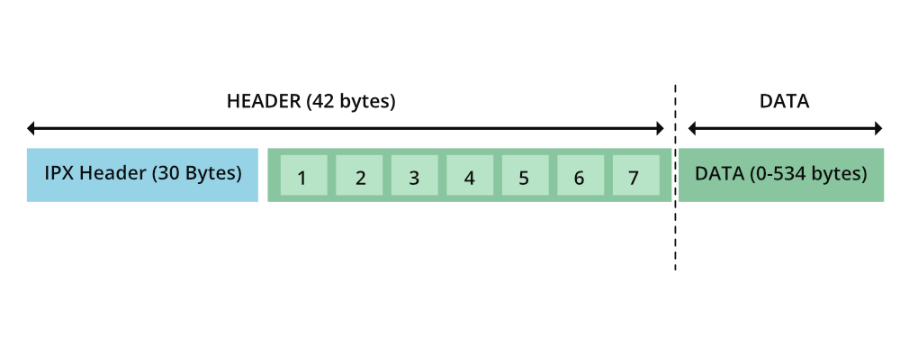 HEADER (42 bytes) DATA
IPX Header (30 Bytes) 1 2 3 4 5 6 7 DATA (0-534 bytes)